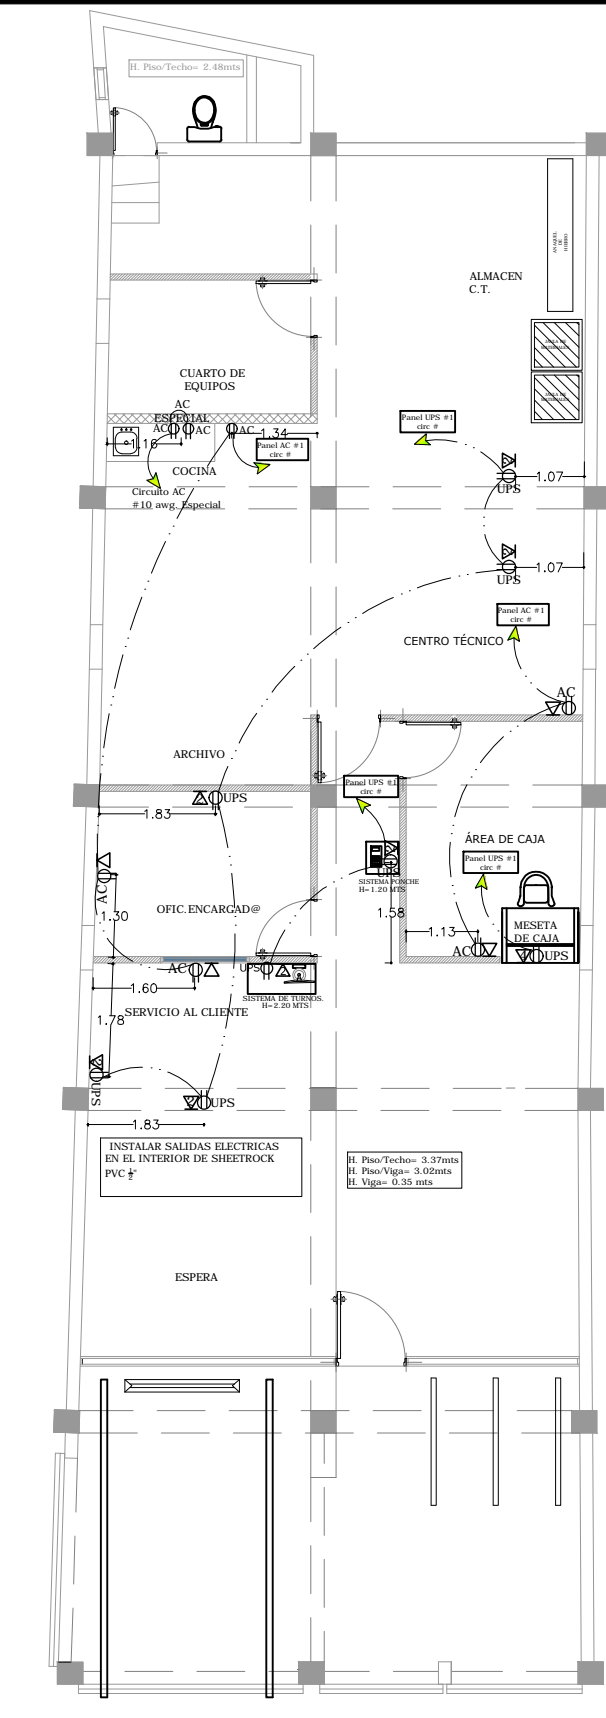 H. Piso/Techo= 2.48mts
ANAQUEL
DE
HIERRO
ALMACEN
C.T.
CUARTO DE
EQUIPOS
AC
ESPECIAL
AC
AC
AC
1.16
1.34
Panel AC #1
circ #
COCINA
Circuito AC
#10 awg. Especial
Panel UPS #1
circ #
UPS
1.07
UPS
1.07
Panel AC #1
circ #
CENTRO TÉCNICO
AC
ARCHIVO
UPS
1.83
Panel UPS #1
circ #
UPS
SISTEMA PONCHE
H=1.20 MTS
1.58
ÁREA DE CAJA
Panel UPS #1
circ #
MESETA
DE CAJA
1.13
AC
UPS
AC
1.30
OFIC.ENCARGAD@
AC
UPS
1.60
SISTEMA DE TURNOS.
H=2.20 MTS
1.78
SERVICIO AL CLIENTE
UPS
UPS
1.83
INSTALAR SALIDAS ELECTRICAS
EN EL INTERIOR DE SHEETROCK
PVC ½"
H. Piso/Techo= 3.37mts
H. Piso/Viga= 3.02mts
H. Viga= 0.35 mts
ESPERA